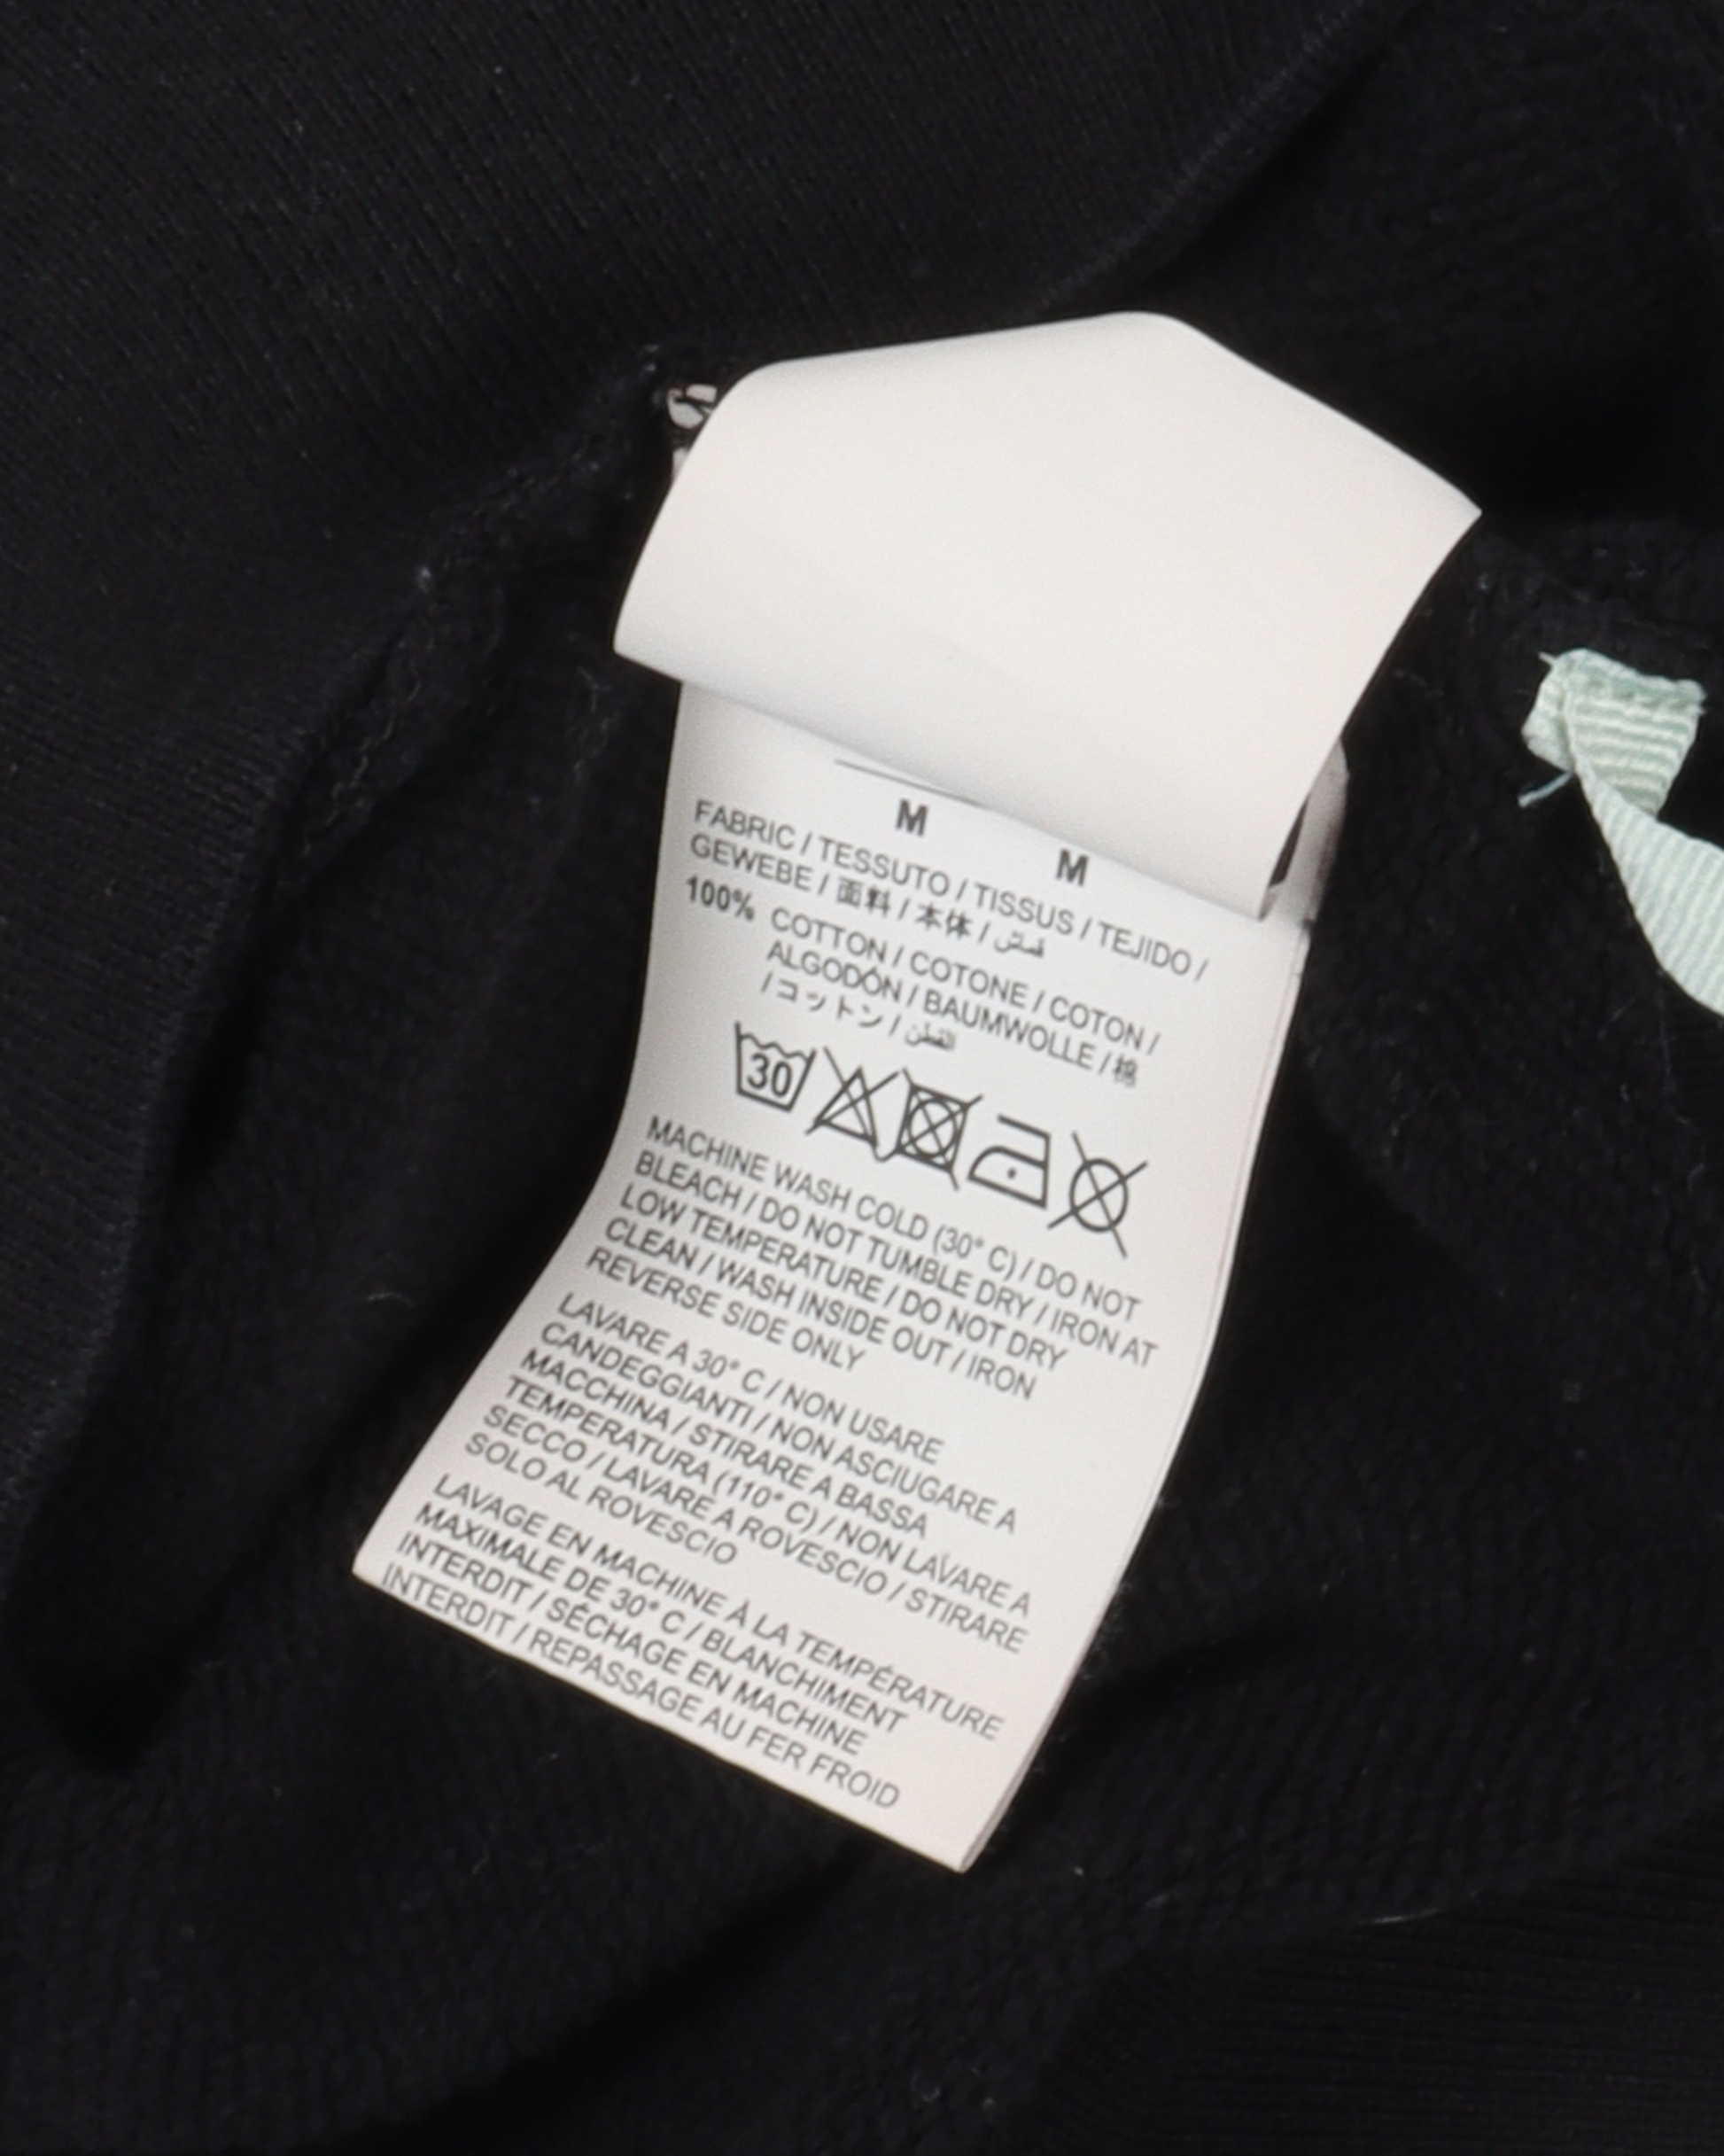 M M
FABRIC / TESSUTO / TISSUS / TEJIDO /
GEWEBE / 面料 / 本体 / قماش
100% COTTON / COTONE / COTON /
ALGODÓN / BAUMWOLLE / 棉
/ コットン / القطن
30
MACHINE WASH COLD (30° C) / DO NOT
BLEACH / DO NOT TUMBLE DRY / IRON AT
LOW TEMPERATURE / DO NOT DRY
CLEAN / WASH INSIDE OUT / IRON
REVERSE SIDE ONLY
LAVARE A 30° C / NON USARE
CANDEGGIANTI / NON ASCIUGARE A
MACCHINA / STIRARE A BASSA
TEMPERATURA (110° C) / NON LAVARE A
SECCO / LAVARE A ROVESCIO / STIRARE
SOLO AL ROVESCIO
LAVAGE EN MACHINE À LA TEMPÉRATURE
MAXIMALE DE 30° C / BLANCHIMENT
INTERDIT / SÉCHAGE EN MACHINE
INTERDIT / REPASSAGE AU FER FROID